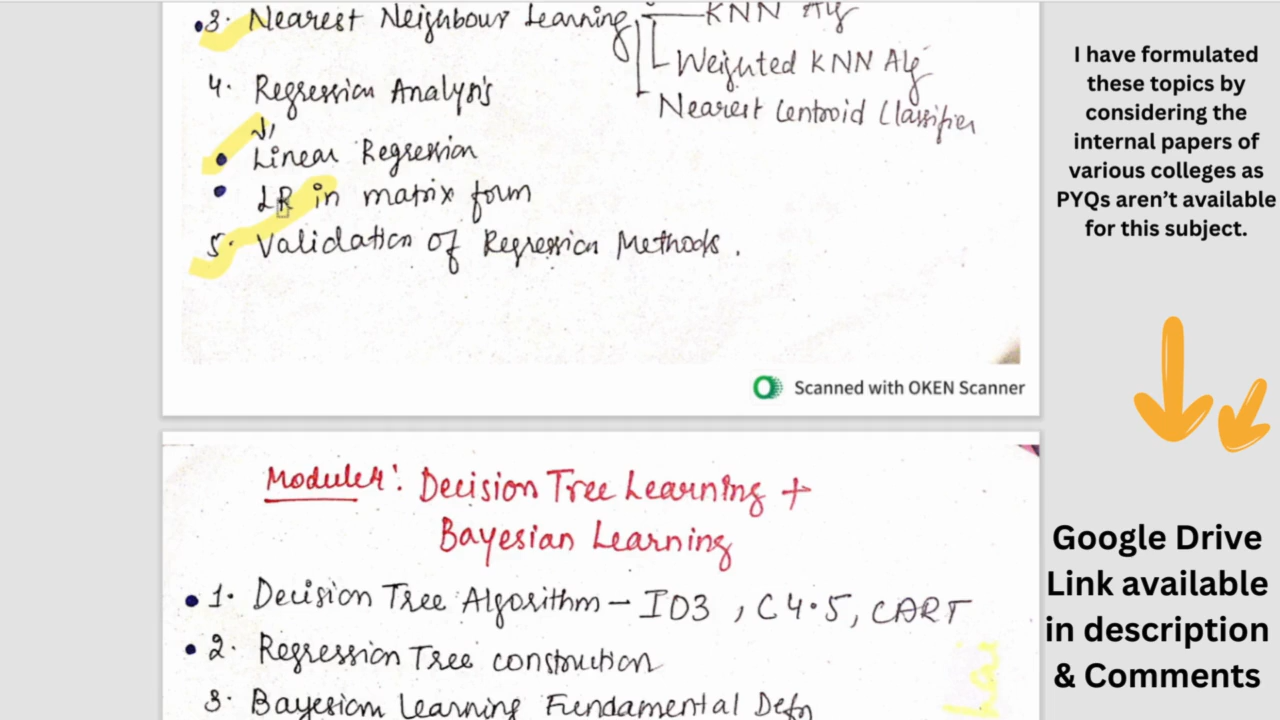 3. Nearest Neighbour Learning
KNN Alg
Weighted KNN Alg
Nearest Centroid Classifier
4. Regression Analysis
Linear Regression
LR in matrix form
5. Validation of Regression Methods.
Scanned with OKEN Scanner
Module 4: Decision Tree Learning +
Bayesian Learning
1. Decision Tree Algorithm – ID3, C4.5, CART
2. Regression Tree construction
3. Bayesian Learning Fundamental Defn
I have formulated
these topics by
considering the
internal papers of
various colleges as
PYQs aren’t available
for this subject.
Google Drive
Link available
in description
& Comments